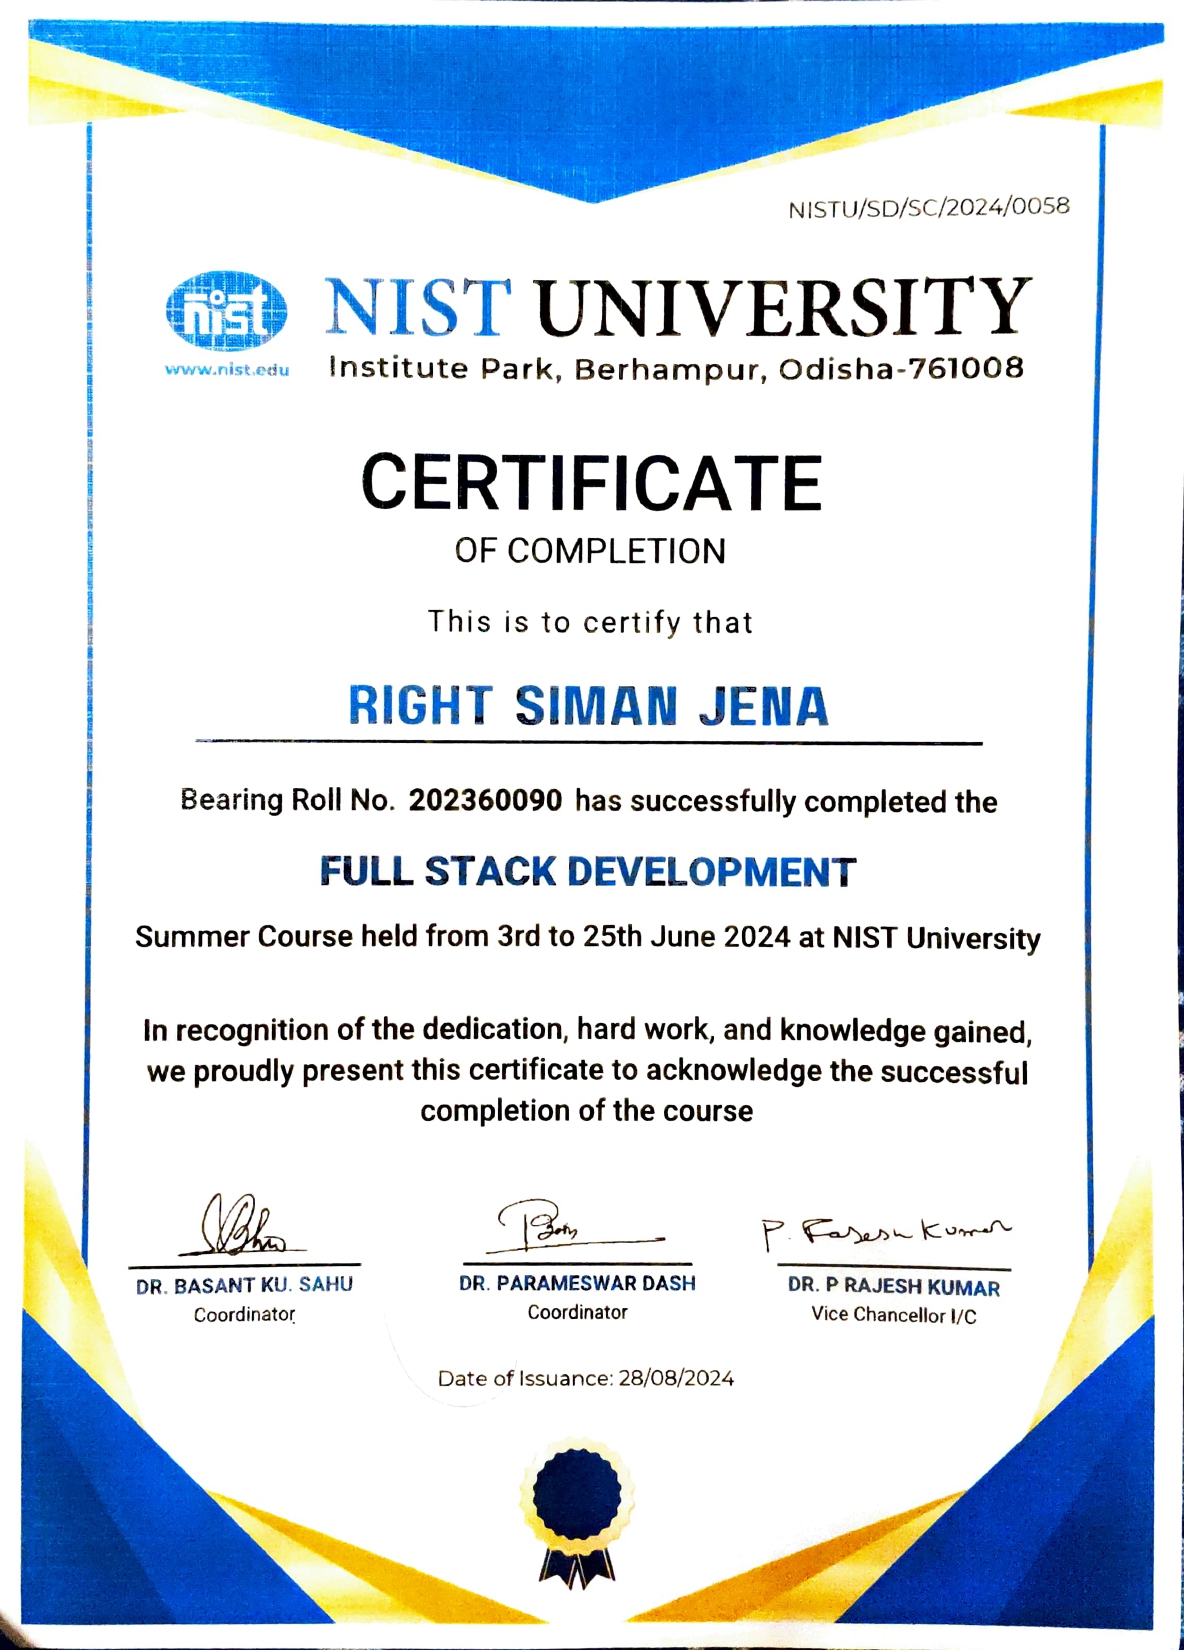 NISTU/SD/SC/2024/0058
nist
NIST UNIVERSITY
www.nist.edu
Institute Park, Berhampur, Odisha-761008
CERTIFICATE
OF COMPLETION
This is to certify that
RIGHT SIMAN JENA
Bearing Roll No. 202360090 has successfully completed the
FULL STACK DEVELOPMENT
Summer Course held from 3rd to 25th June 2024 at NIST University
In recognition of the dedication, hard work, and knowledge gained,
we proudly present this certificate to acknowledge the successful
completion of the course
P. Rajesh Kumar
DR. BASANT KU. SAHU
DR. PARAMESWAR DASH
DR. P RAJESH KUMAR
Coordinator
Coordinator
Vice Chancellor I/C
Date of Issuance: 28/08/2024